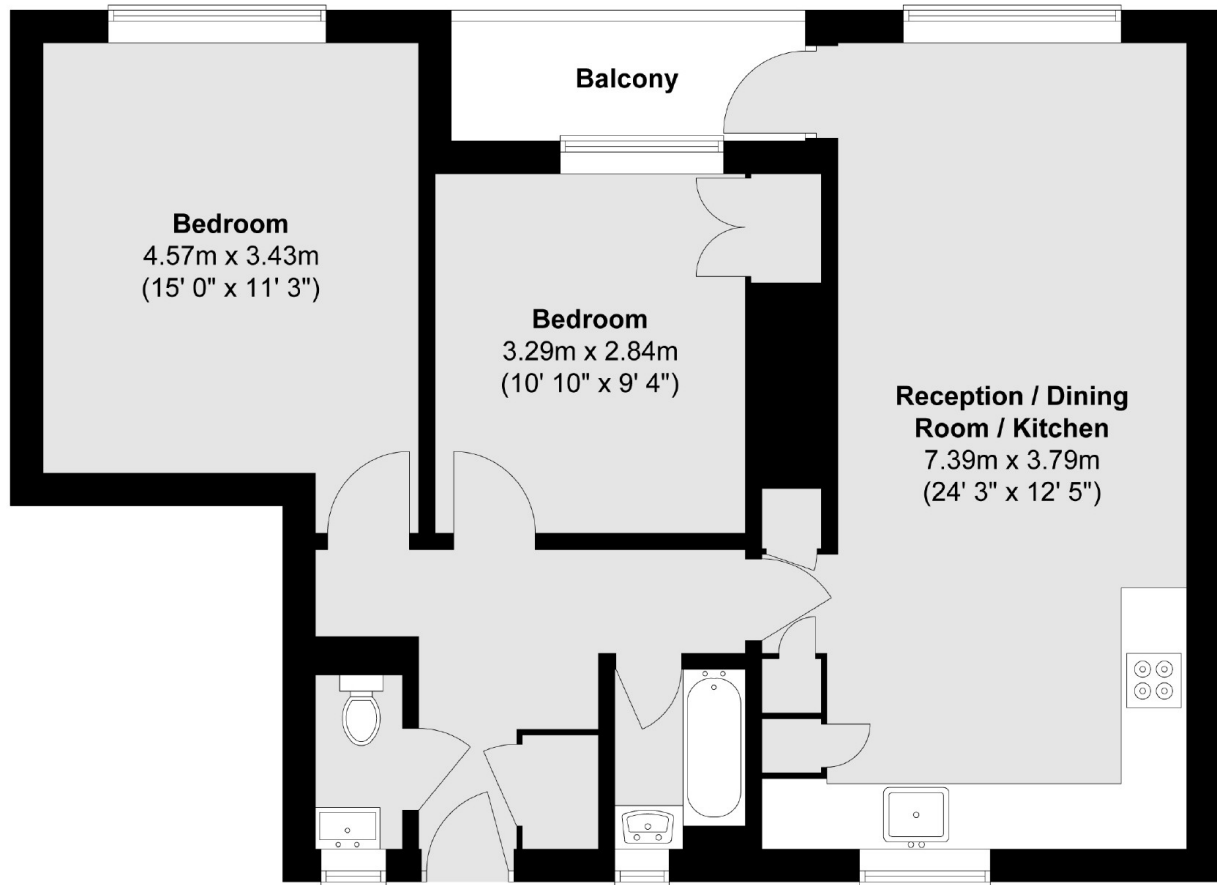 Balcony
Bedroom
4.57m x 3.43m
(15' 0" x 11' 3")
Bedroom
3.29m x 2.84m
(10' 10" x 9' 4")
Reception / Dining
Room / Kitchen
7.39m x 3.79m
(24' 3" x 12' 5")